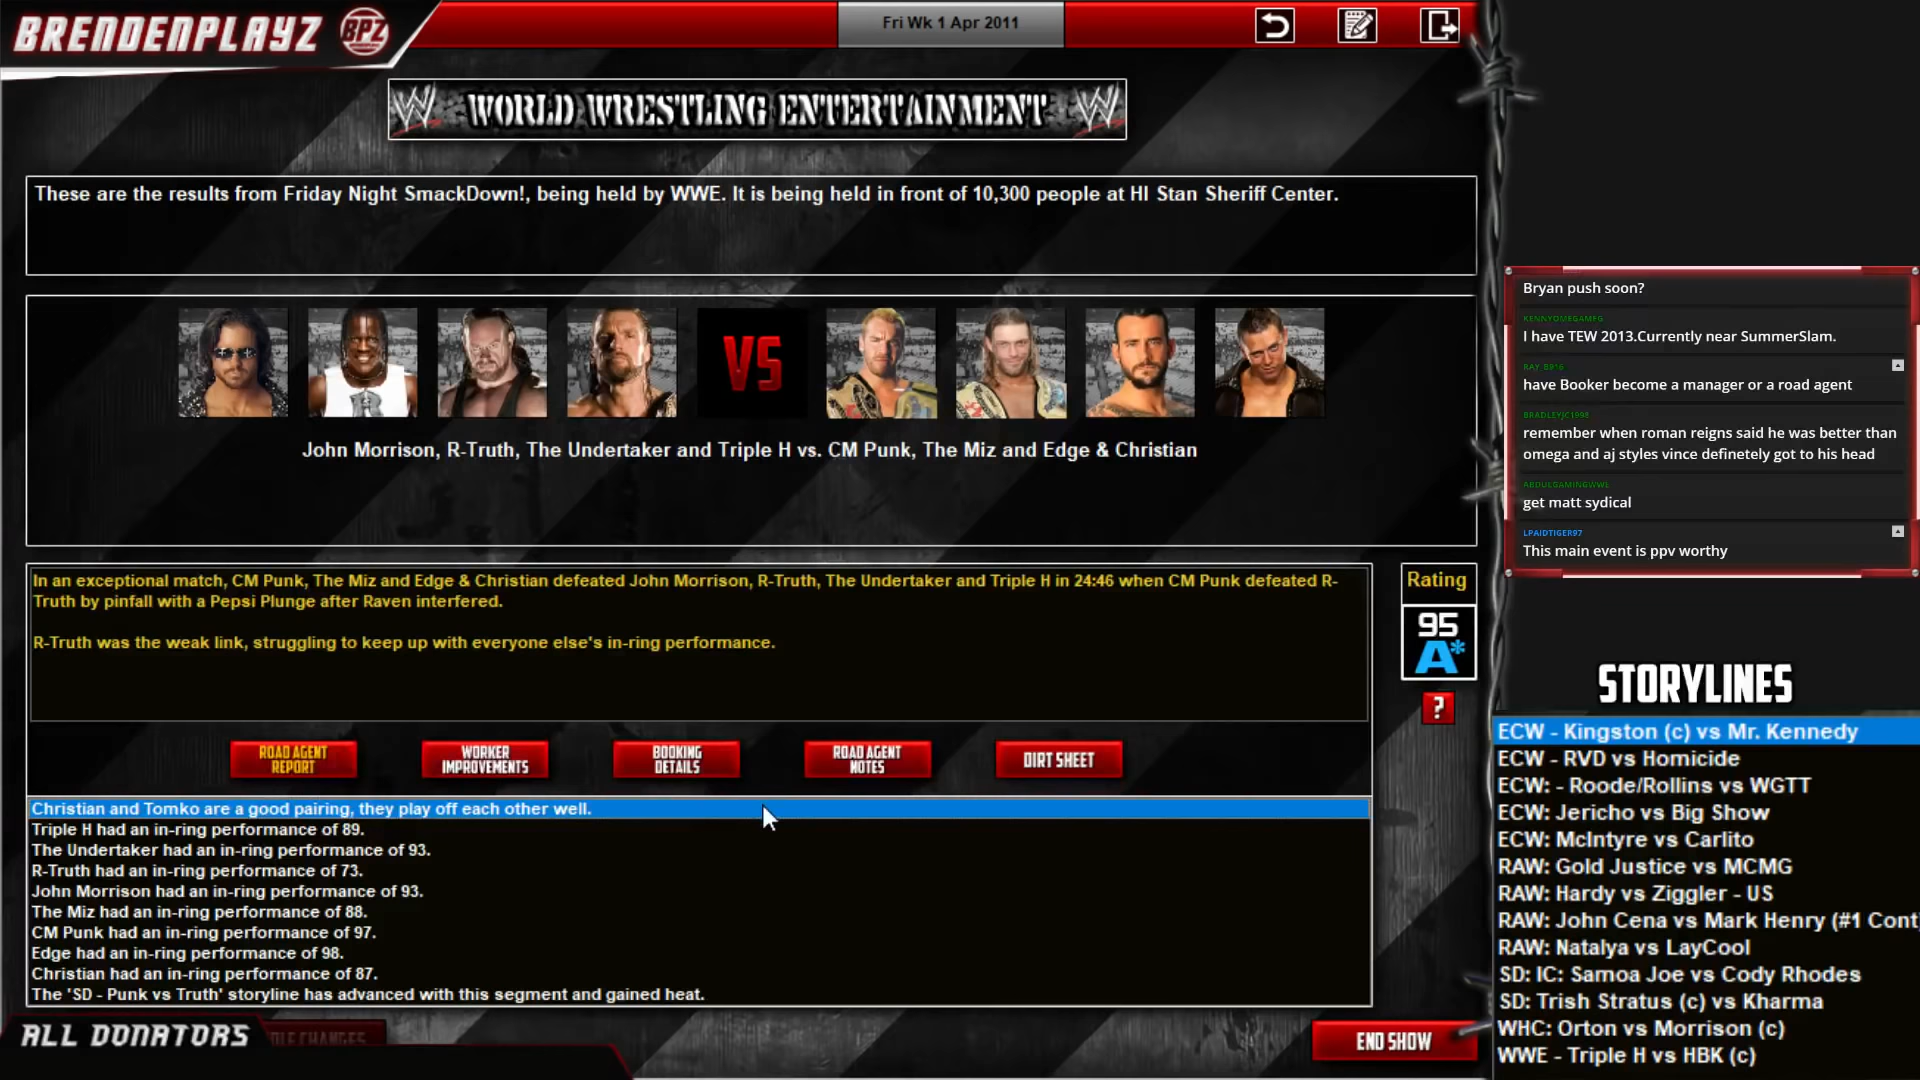 BRENDENPLAYZ
BPZ
Fri Wk 1 Apr 2011
WORLD WRESTLING ENTERTAINMENT
These are the results from Friday Night SmackDown!, being held by WWE. It is being held in front of 10,300 people at HI Stan Sheriff Center.
VS
John Morrison, R-Truth, The Undertaker and Triple H vs. CM Punk, The Miz and Edge & Christian
In an exceptional match, CM Punk, The Miz and Edge & Christian defeated John Morrison, R-Truth, The Undertaker and Triple H in 24:46 when CM Punk defeated R-
Truth by pinfall with a Pepsi Plunge after Raven interfered.
R-Truth was the weak link, struggling to keep up with everyone else's in-ring performance.
Rating
95
A*
?
ROAD AGENT
REPORT
WORKER
IMPROVEMENTS
BOOKING
DETAILS
ROAD AGENT
NOTES
DIRT SHEET
Christian and Tomko are a good pairing, they play off each other well.
Triple H had an in-ring performance of 89.
The Undertaker had an in-ring performance of 93.
R-Truth had an in-ring performance of 73.
John Morrison had an in-ring performance of 93.
The Miz had an in-ring performance of 88.
CM Punk had an in-ring performance of 97.
Edge had an in-ring performance of 98.
Christian had an in-ring performance of 87.
The 'SD - Punk vs Truth' storyline has advanced with this segment and gained heat.
ALL DONATORS
CHANGES
END SHOW
Bryan push soon?
KENNYOMEGAMFG
I have TEW 2013.Currently near SummerSlam.
have Booker become a manager or a road agent
BRADLEYJC1998
remember when roman reigns said he was better than
omega and aj styles vince definetely got to his head
ABDULGAMINGWWL
get matt sydical
LPAIDTIGER97
This main event is ppv worthy
STORYLINES
ECW - Kingston (c) vs Mr. Kennedy
ECW - RVD vs Homicide
ECW: - Roode/Rollins vs WGTT
ECW: Jericho vs Big Show
ECW: McIntyre vs Carlito
RAW: Gold Justice vs MCMG
RAW: Hardy vs Ziggler - US
RAW: John Cena vs Mark Henry (#1 Cont
RAW: Natalya vs LayCool
SD: IC: Samoa Joe vs Cody Rhodes
SD: Trish Stratus (c) vs Kharma
WHC: Orton vs Morrison (c)
WWE - Triple H vs HBK (c)